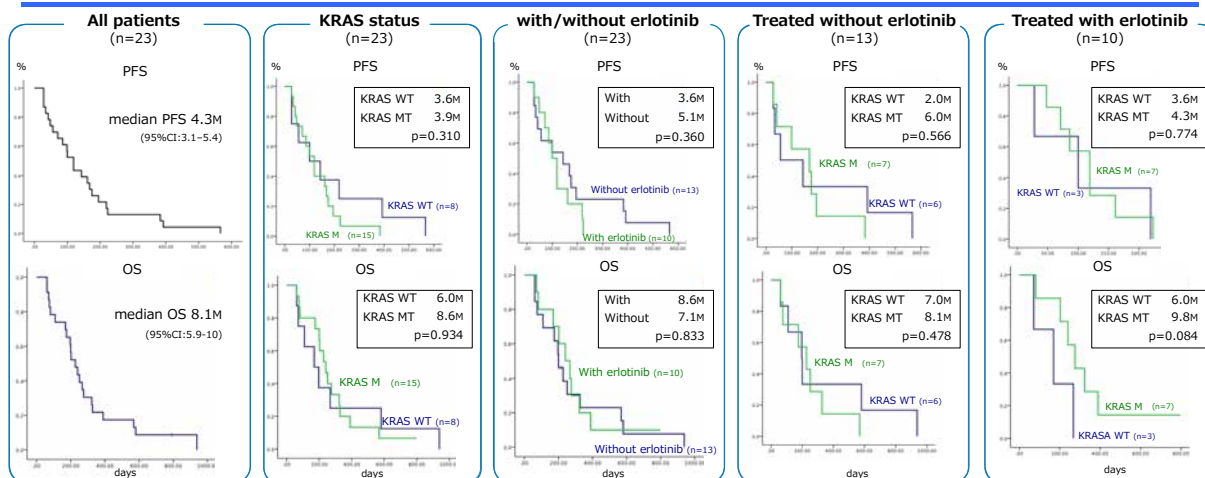 All patients
(n=23)
PFS
%
median PFS 4.3M
(95%CI:3.1–5.4)
OS
median OS 8.1M
(95%CI:5.9-10)
days
KRAS status
(n=23)
PFS
KRAS WT 3.6M
KRAS MT 3.9M
p=0.310
KRAS WT (n=8)
KRAS M (n=15)
OS
KRAS WT 6.0M
KRAS MT 8.6M
p=0.934
KRAS M (n=15)
KRAS WT (n=8)
days
with/without erlotinib
(n=23)
PFS
With 3.6M
Without 5.1M
p=0.360
Without erlotinib (n=13)
With erlotinib (n=10)
OS
With 8.6M
Without 7.1M
p=0.833
With erlotinib (n=10)
Without erlotinib (n=13)
days
Treated without erlotinib
(n=13)
PFS
%
KRAS WT 2.0M
KRAS MT 6.0M
p=0.566
KRAS M (n=7)
KRAS WT (n=6)
OS
KRAS WT 7.0M
KRAS MT 8.1M
p=0.478
KRAS M (n=7)
KRAS WT (n=6)
days
Treated with erlotinib
(n=10)
PFS
%
KRAS WT 3.6M
KRAS MT 4.3M
p=0.774
KRAS M (n=7)
KRAS WT (n=3)
OS
KRAS WT 6.0M
KRAS MT 9.8M
p=0.084
KRAS M (n=7)
KRASA WT (n=3)
days